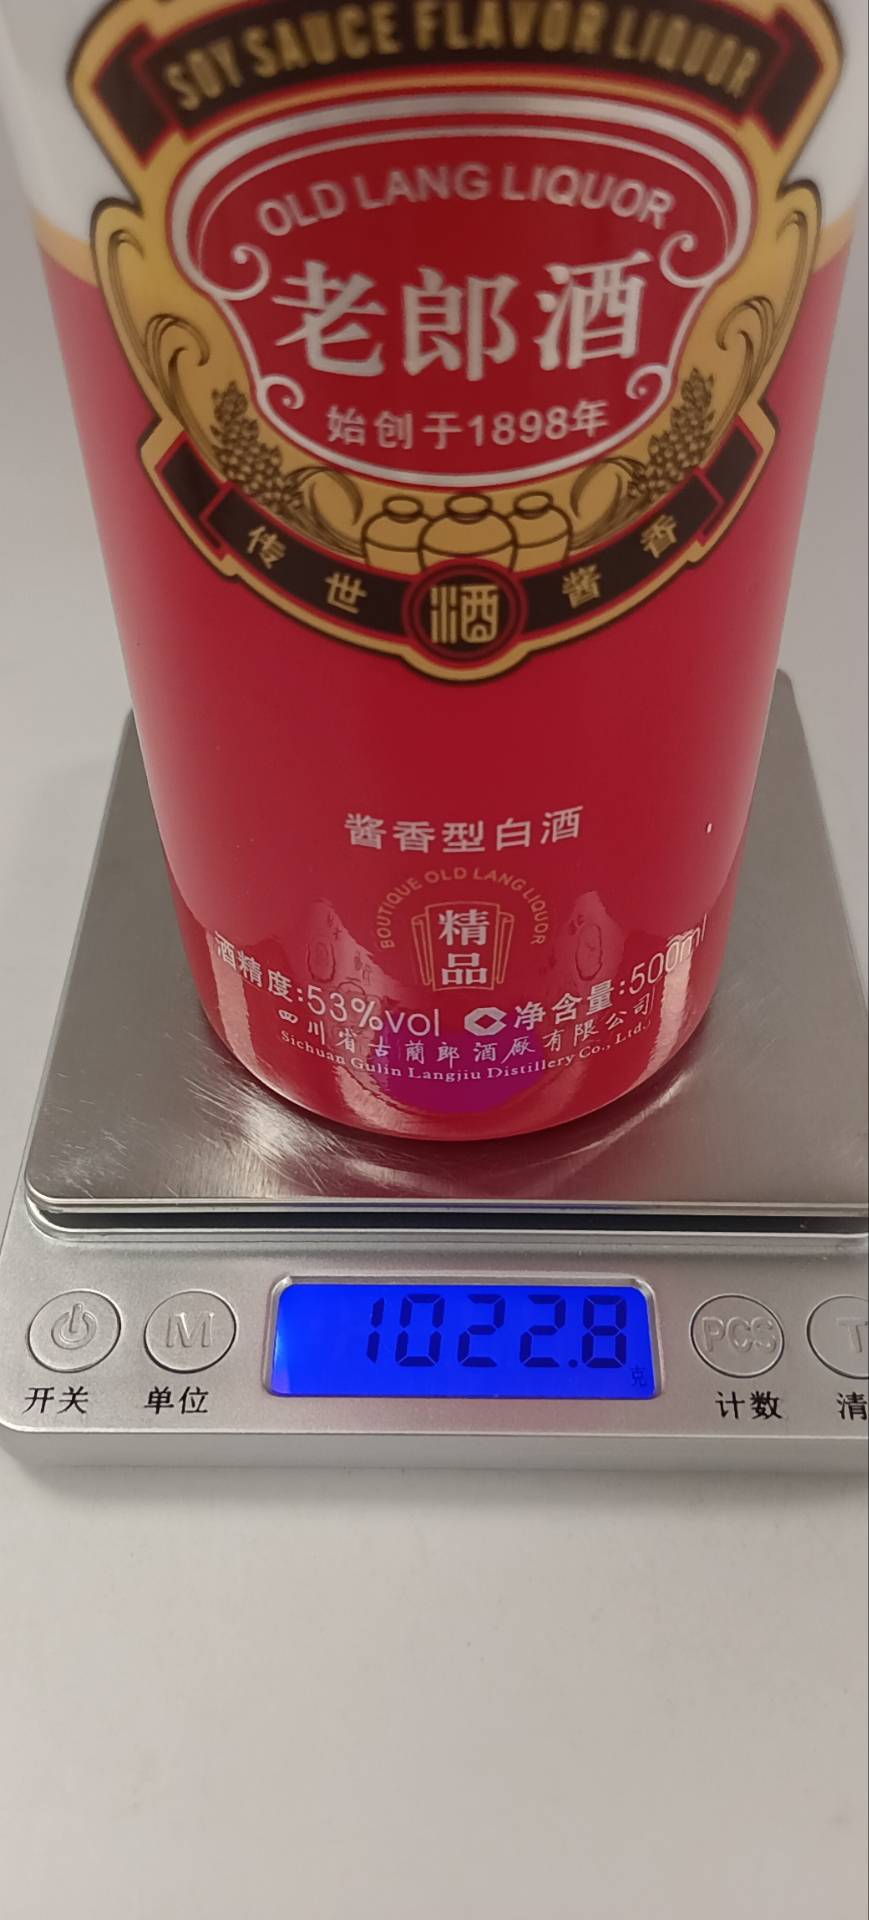 SOY SAUCE FLAVOR LIQUOR
OLD LANG LIQUOR
老郎酒
始创于1898年
传世酒酱香
酱香型白酒
BOUTIQUE OLD LANG LIQUOR
精
品
酒精度:53%vol 净含量:500ml
四川省古蔺郎酒厂有限公司
Sichuan Gulin Langjiu Distillery Co., Ltd.
1022.8
克
M
PCS
T
开关
单位
计数
清